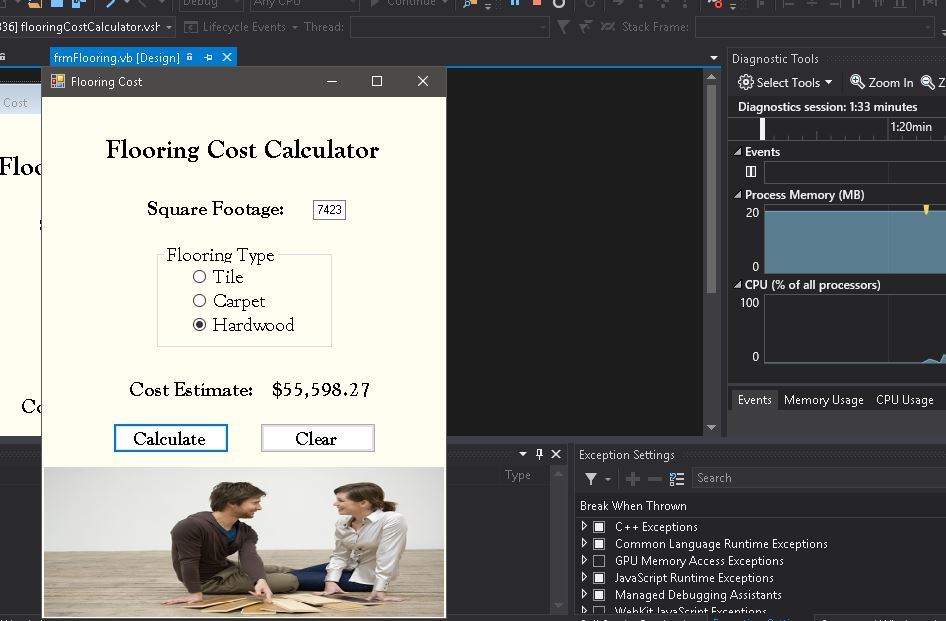 Debug
Any CPU
Continue
flooringCostCalculator.vsh
Lifecycle Events
Thread:
Stack Frame:
frmFlooring.vb [Design]
Cost
Floo
Co
Flooring Cost
Flooring Cost Calculator
Square Footage: 7423
Flooring Type
Tile
Carpet
Hardwood
Cost Estimate: $55,598.27
Calculate Clear
Type
Diagnostic Tools
Select Tools Zoom In Z
Diagnostics session: 1:33 minutes
1:20min
Events
Process Memory (MB)
20
0
CPU (% of all processors)
100
0
Events Memory Usage CPU Usage
Exception Settings
Search
Break When Thrown
C++ Exceptions
Common Language Runtime Exceptions
GPU Memory Access Exceptions
JavaScript Runtime Exceptions
Managed Debugging Assistants
WebKit JavaScript Exceptions